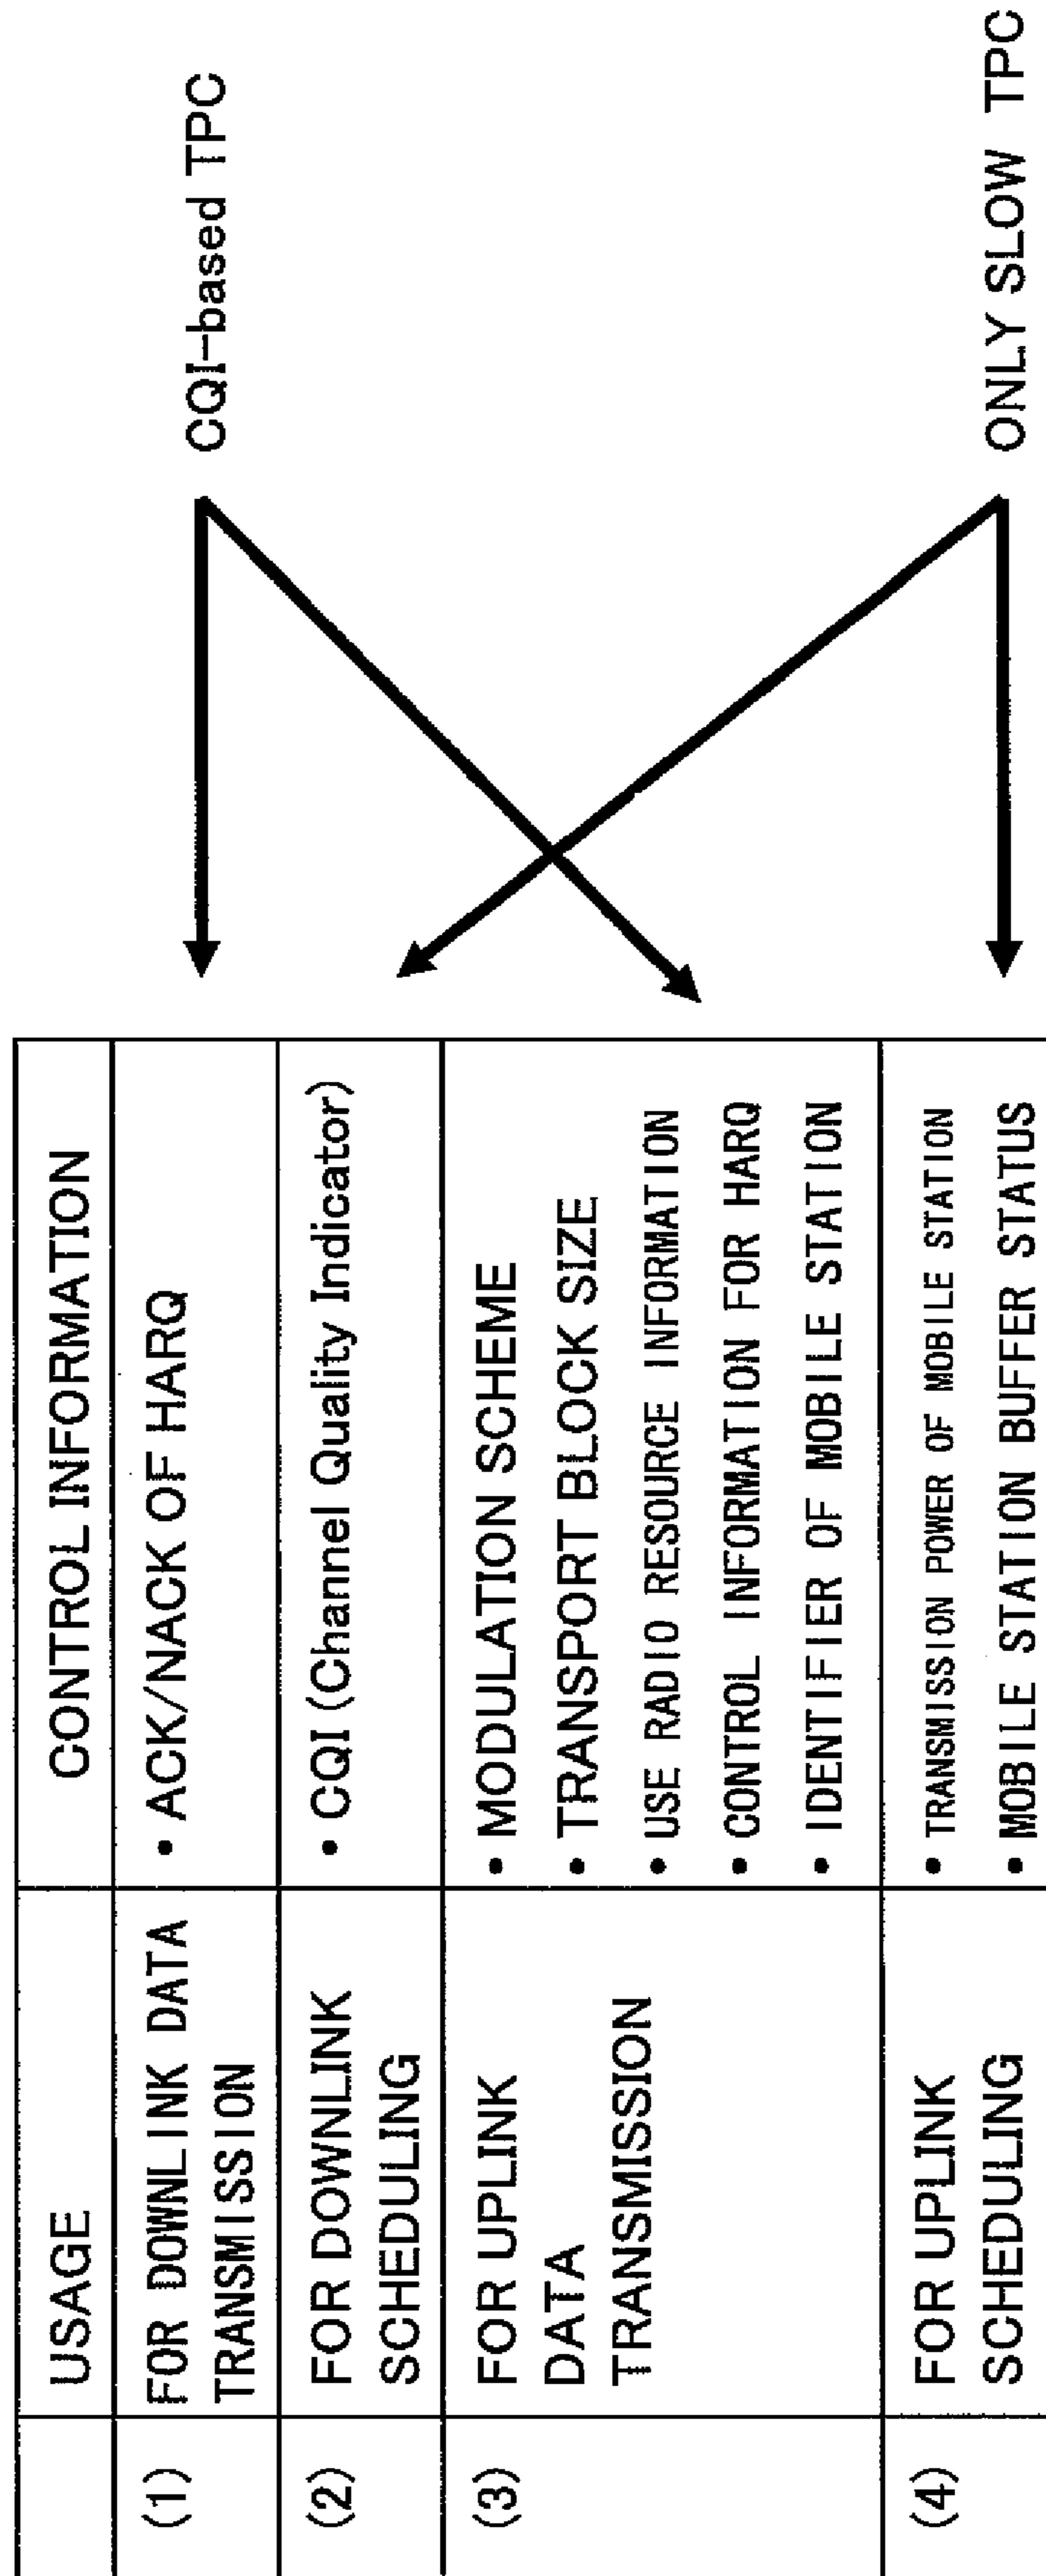 USAGE
CONTROL INFORMATION
(1)
FOR DOWNLINK DATA
TRANSMISSION
• ACK/NACK OF HARQ
(2)
FOR DOWNLINK
SCHEDULING
• CQI (Channel Quality Indicator)
(3)
FOR UPLINK
DATA
TRANSMISSION
• MODULATION SCHEME
• TRANSPORT BLOCK SIZE
• USE RADIO RESOURCE INFORMATION
• CONTROL INFORMATION FOR HARQ
• IDENTIFIER OF MOBILE STATION
(4)
FOR UPLINK
SCHEDULING
• TRANSMISSION POWER OF MOBILE STATION
• MOBILE STATION BUFFER STATUS
CQI-based TPC
ONLY SLOW TPC